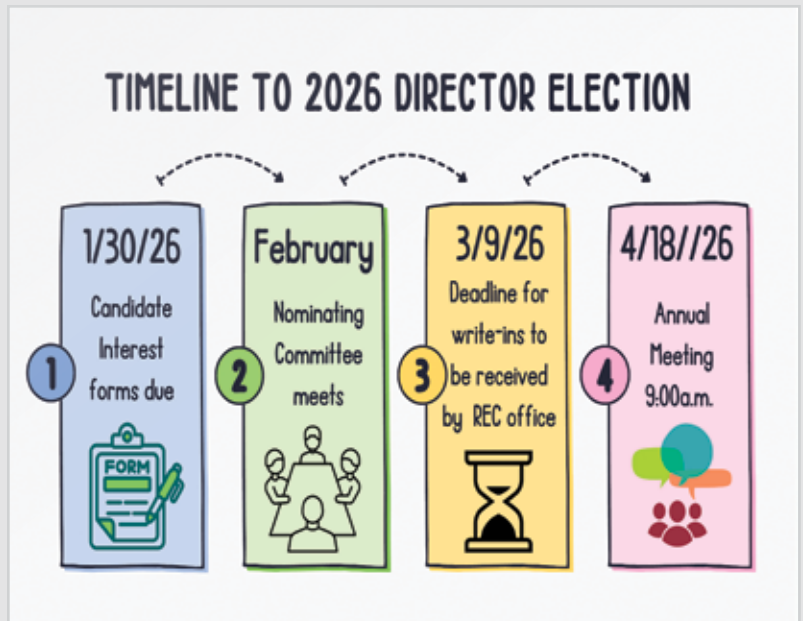 TIMELINE TO 2026 DIRECTOR ELECTION
1/30/26
Candidate
Interest
forms due
1
FORM
February
Nominating
Committee
meets
2
3/9/26
Deadline for
write-ins to
be received
by REC office
3
4/18//26
Annual
Meeting
9:00a.m.
4